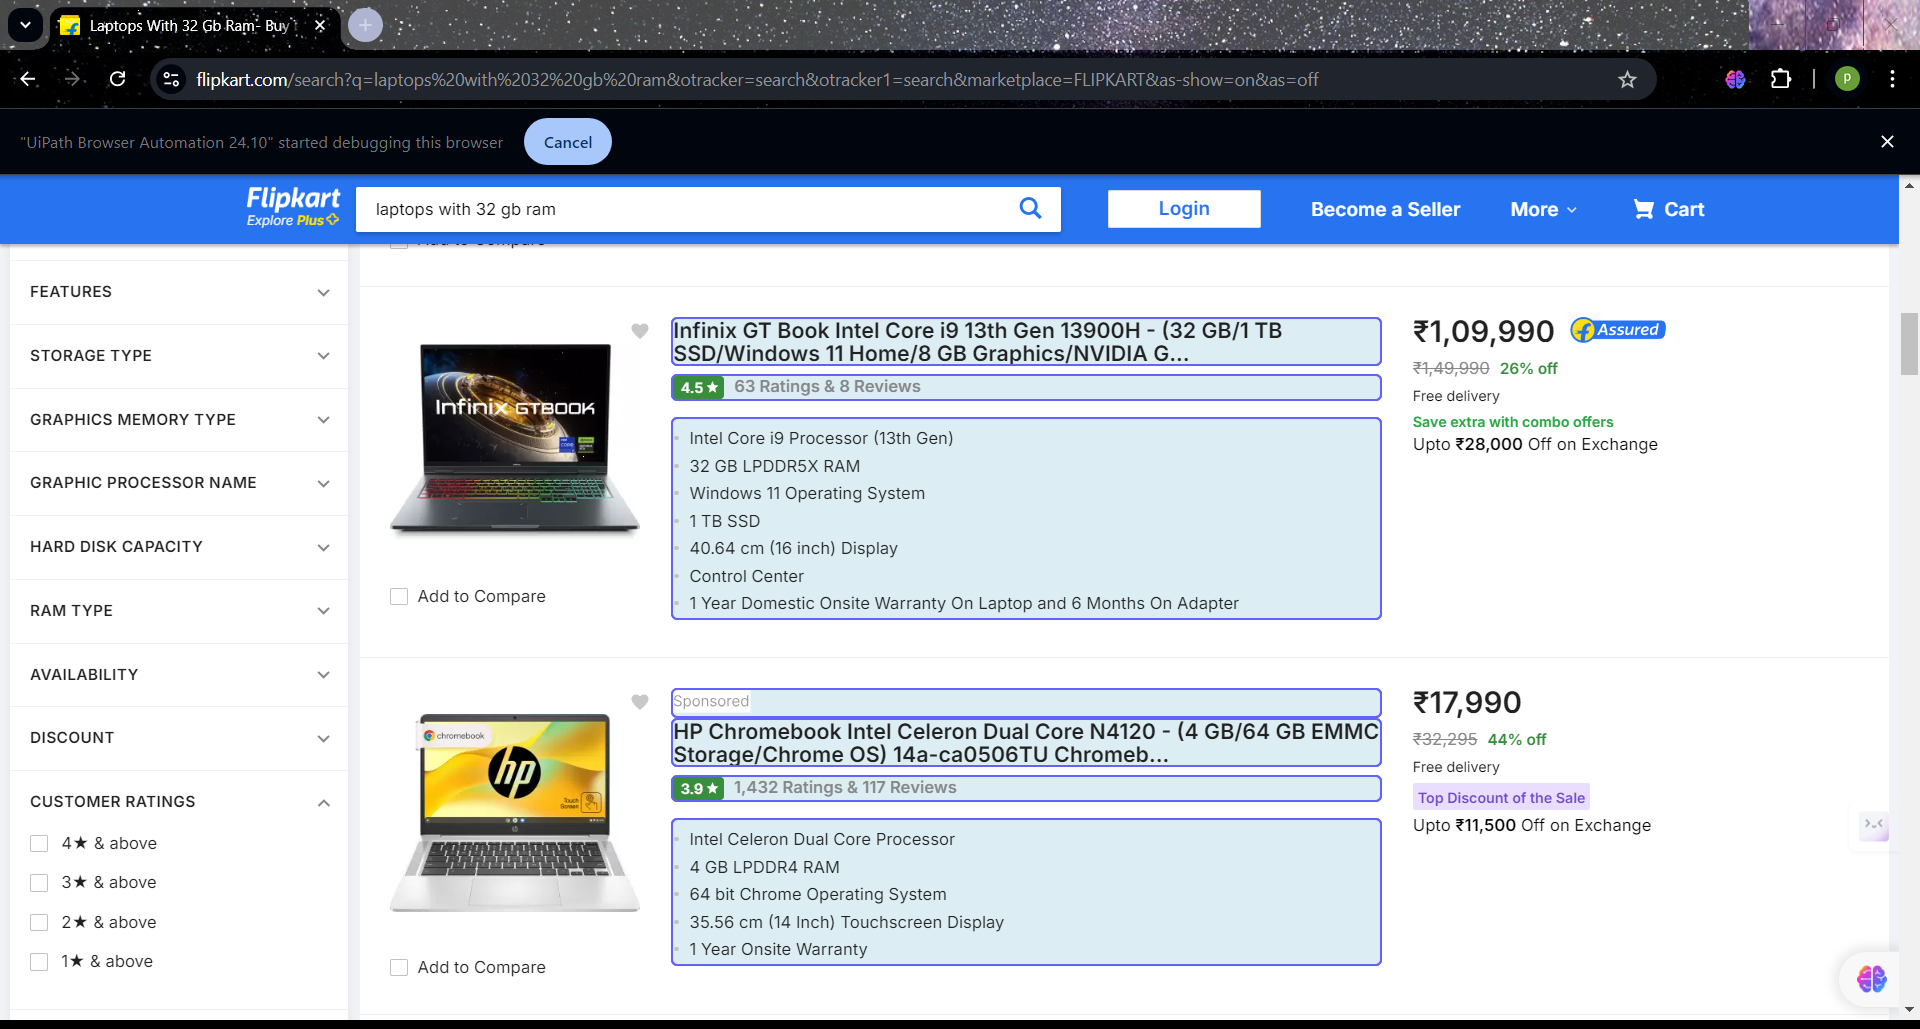 Laptops With 32 Gb Ram- Buy
flipkart.com/search?q=laptops%20with%2032%20gb%20ram&otracker=search&otracker1=search&marketplace=FLIPKART&as-show=on&as=off
P
"UiPath Browser Automation 24.10" started debugging this browser
Cancel
Flipkart
Explore Plus
laptops with 32 gb ram
Login
Become a Seller
More
Cart
Add to Compare
FEATURES
STORAGE TYPE
GRAPHICS MEMORY TYPE
GRAPHIC PROCESSOR NAME
HARD DISK CAPACITY
RAM TYPE
AVAILABILITY
DISCOUNT
CUSTOMER RATINGS
4★ & above
3★ & above
2★ & above
1★ & above
Infinix GTBOOK
Add to Compare
Infinix GT Book Intel Core i9 13th Gen 13900H - (32 GB/1 TB
SSD/Windows 11 Home/8 GB Graphics/NVIDIA G...
4.5★ 63 Ratings & 8 Reviews
Intel Core i9 Processor (13th Gen)
32 GB LPDDR5X RAM
Windows 11 Operating System
1 TB SSD
40.64 cm (16 inch) Display
Control Center
1 Year Domestic Onsite Warranty On Laptop and 6 Months On Adapter
₹1,09,990 Assured
₹1,49,990 26% off
Free delivery
Save extra with combo offers
Upto ₹28,000 Off on Exchange
chromebook
hp
Touch
Screen
Add to Compare
Sponsored
HP Chromebook Intel Celeron Dual Core N4120 - (4 GB/64 GB EMMC
Storage/Chrome OS) 14a-ca0506TU Chromeb...
3.9★ 1,432 Ratings & 117 Reviews
Intel Celeron Dual Core Processor
4 GB LPDDR4 RAM
64 bit Chrome Operating System
35.56 cm (14 Inch) Touchscreen Display
1 Year Onsite Warranty
₹17,990
₹32,295 44% off
Free delivery
Top Discount of the Sale
Upto ₹11,500 Off on Exchange